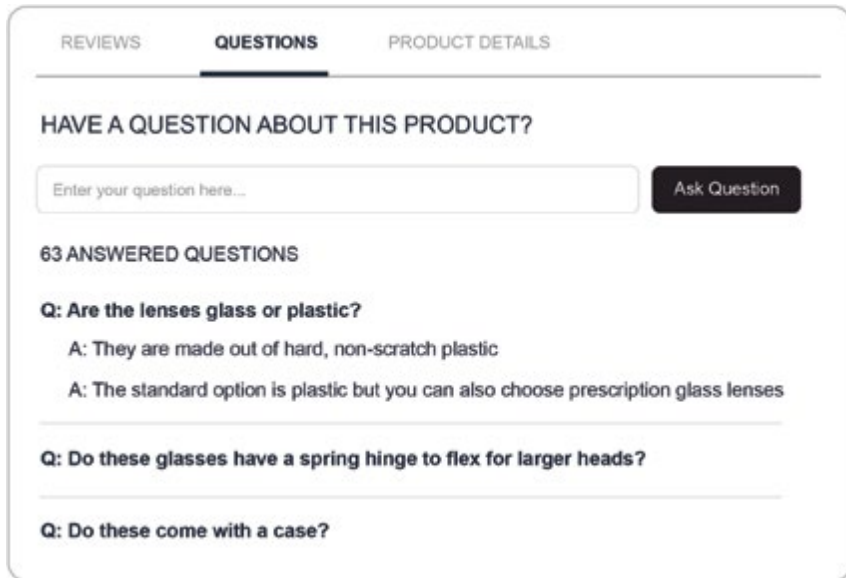 REVIEWS QUESTIONS PRODUCT DETAILS
HAVE A QUESTION ABOUT THIS PRODUCT?
Enter your question here... Ask Question
63 ANSWERED QUESTIONS
Q: Are the lenses glass or plastic?
A: They are made out of hard, non-scratch plastic
A: The standard option is plastic but you can also choose prescription glass lenses
Q: Do these glasses have a spring hinge to flex for larger heads?
Q: Do these come with a case?